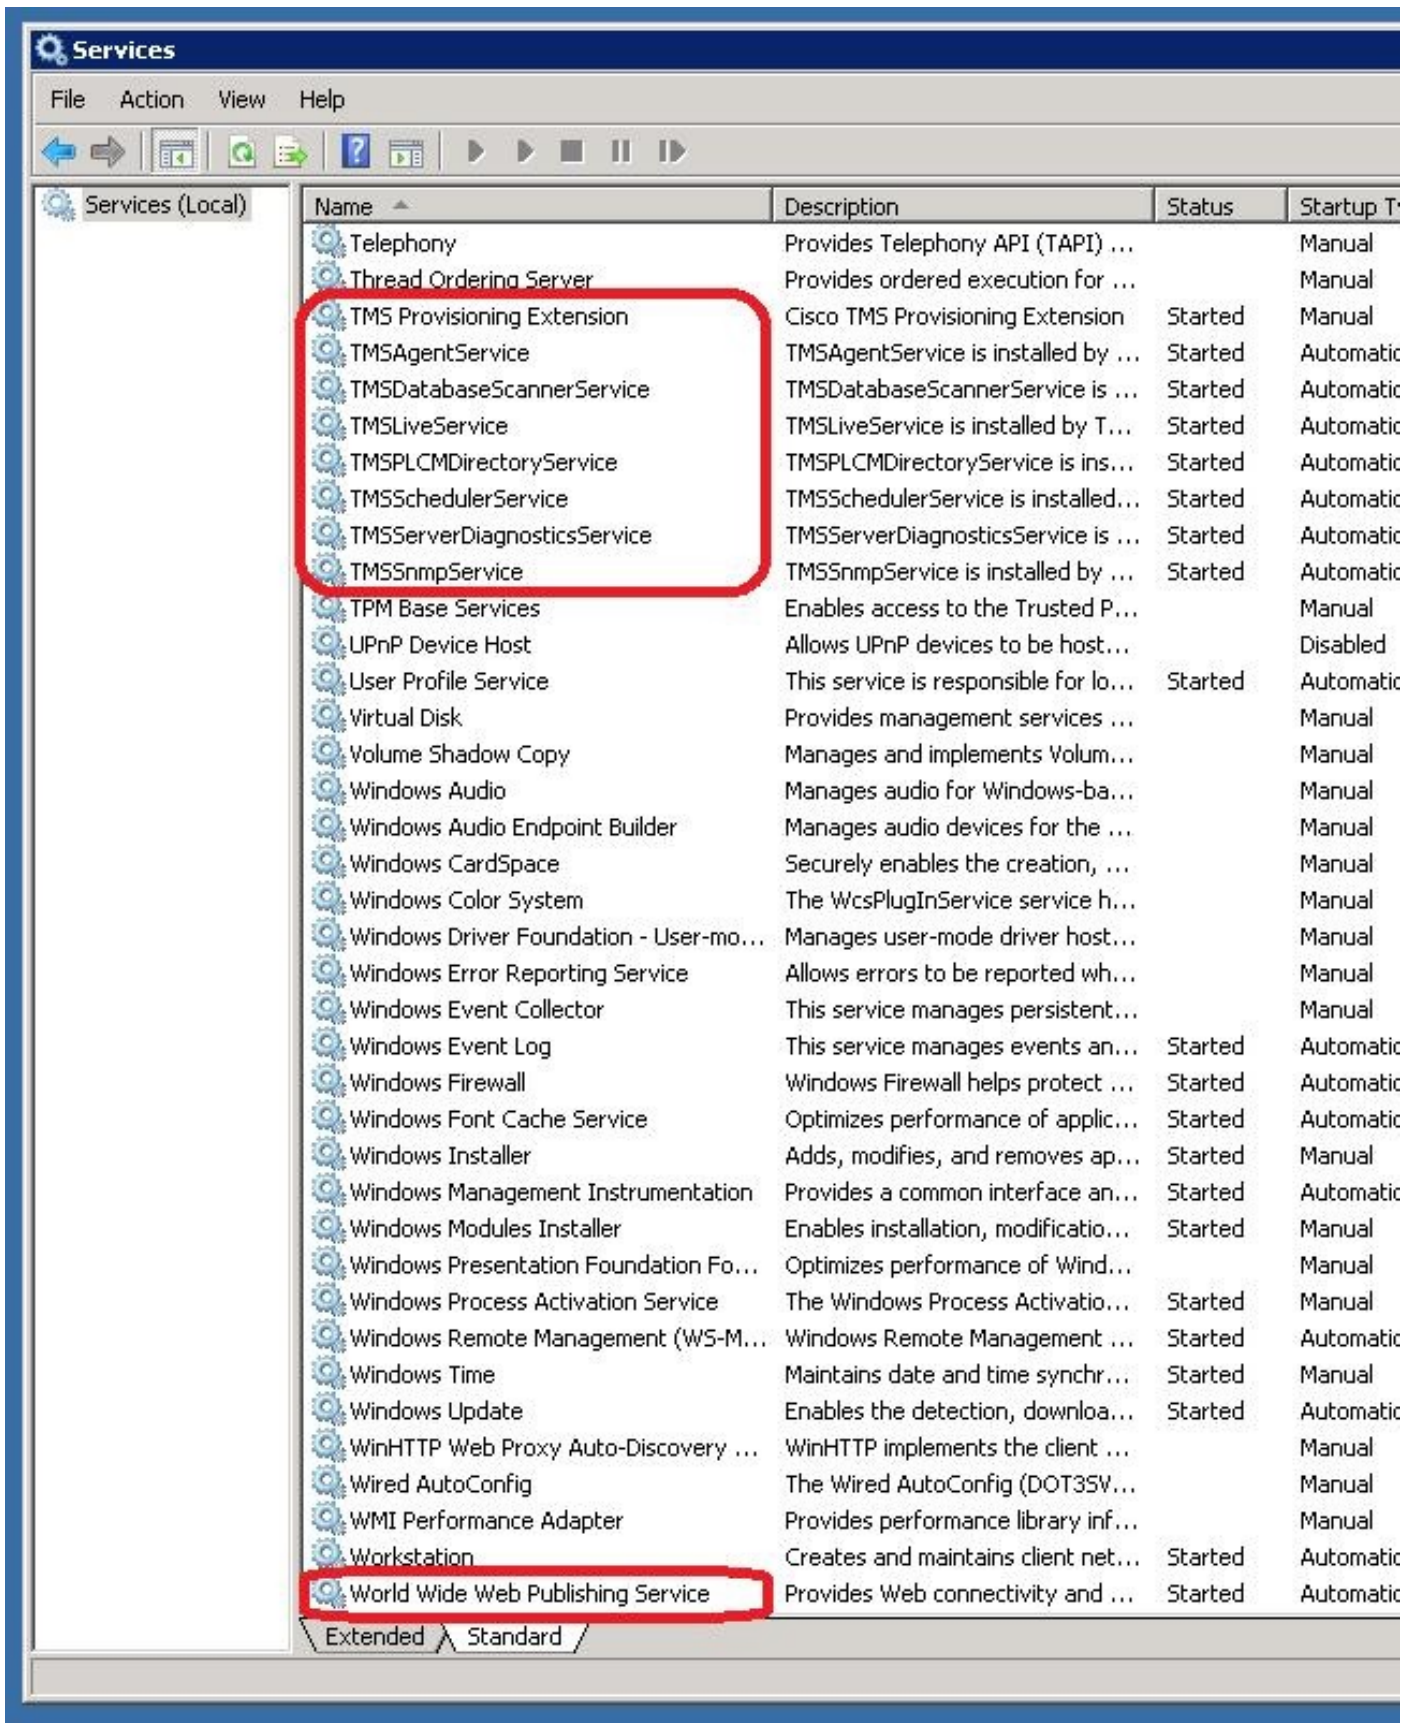 Services
File Action View Help
Services (Local)
Name Description Status Startup T
Telephony Provides Telephony API (TAPI) ... Manual
Thread Ordering Server Provides ordered execution for ... Manual
TMS Provisioning Extension Cisco TMS Provisioning Extension Started Manual
TMSAgentService TMSAgentService is installed by ... Started Automatic
TMSDatabaseScannerService TMSDatabaseScannerService is ... Started Automatic
TMSLiveService TMSLiveService is installed by T... Started Automatic
TMSPLCMDirectoryService TMSPLCMDirectoryService is ins... Started Automatic
TMSSchedulerService TMSSchedulerService is installed... Started Automatic
TMSServerDiagnosticsService TMSServerDiagnosticsService is ... Started Automatic
TMSSnmpService TMSSnmpService is installed by ... Started Automatic
TPM Base Services Enables access to the Trusted P... Manual
UPnP Device Host Allows UPnP devices to be host... Disabled
User Profile Service This service is responsible for lo... Started Automatic
Virtual Disk Provides management services ... Manual
Volume Shadow Copy Manages and implements Volum... Manual
Windows Audio Manages audio for Windows-ba... Manual
Windows Audio Endpoint Builder Manages audio devices for the ... Manual
Windows CardSpace Securely enables the creation, ... Manual
Windows Color System The WcsPlugInService service h... Manual
Windows Driver Foundation - User-mo... Manages user-mode driver host... Manual
Windows Error Reporting Service Allows errors to be reported wh... Manual
Windows Event Collector This service manages persistent... Manual
Windows Event Log This service manages events an... Started Automatic
Windows Firewall Windows Firewall helps protect ... Started Automatic
Windows Font Cache Service Optimizes performance of applic... Started Automatic
Windows Installer Adds, modifies, and removes ap... Started Manual
Windows Management Instrumentation Provides a common interface an... Started Automatic
Windows Modules Installer Enables installation, modificatio... Started Manual
Windows Presentation Foundation Fo... Optimizes performance of Wind... Manual
Windows Process Activation Service The Windows Process Activatio... Started Manual
Windows Remote Management (WS-M... Windows Remote Management ... Started Automatic
Windows Time Maintains date and time synchr... Started Manual
Windows Update Enables the detection, downloa... Started Automatic
WinHTTP Web Proxy Auto-Discovery ... WinHTTP implements the client ... Manual
Wired AutoConfig The Wired AutoConfig (DOT3SV... Manual
WMI Performance Adapter Provides performance library inf... Manual
Workstation Creates and maintains client net... Started Automatic
World Wide Web Publishing Service Provides Web connectivity and ... Started Automatic
Extended Standard